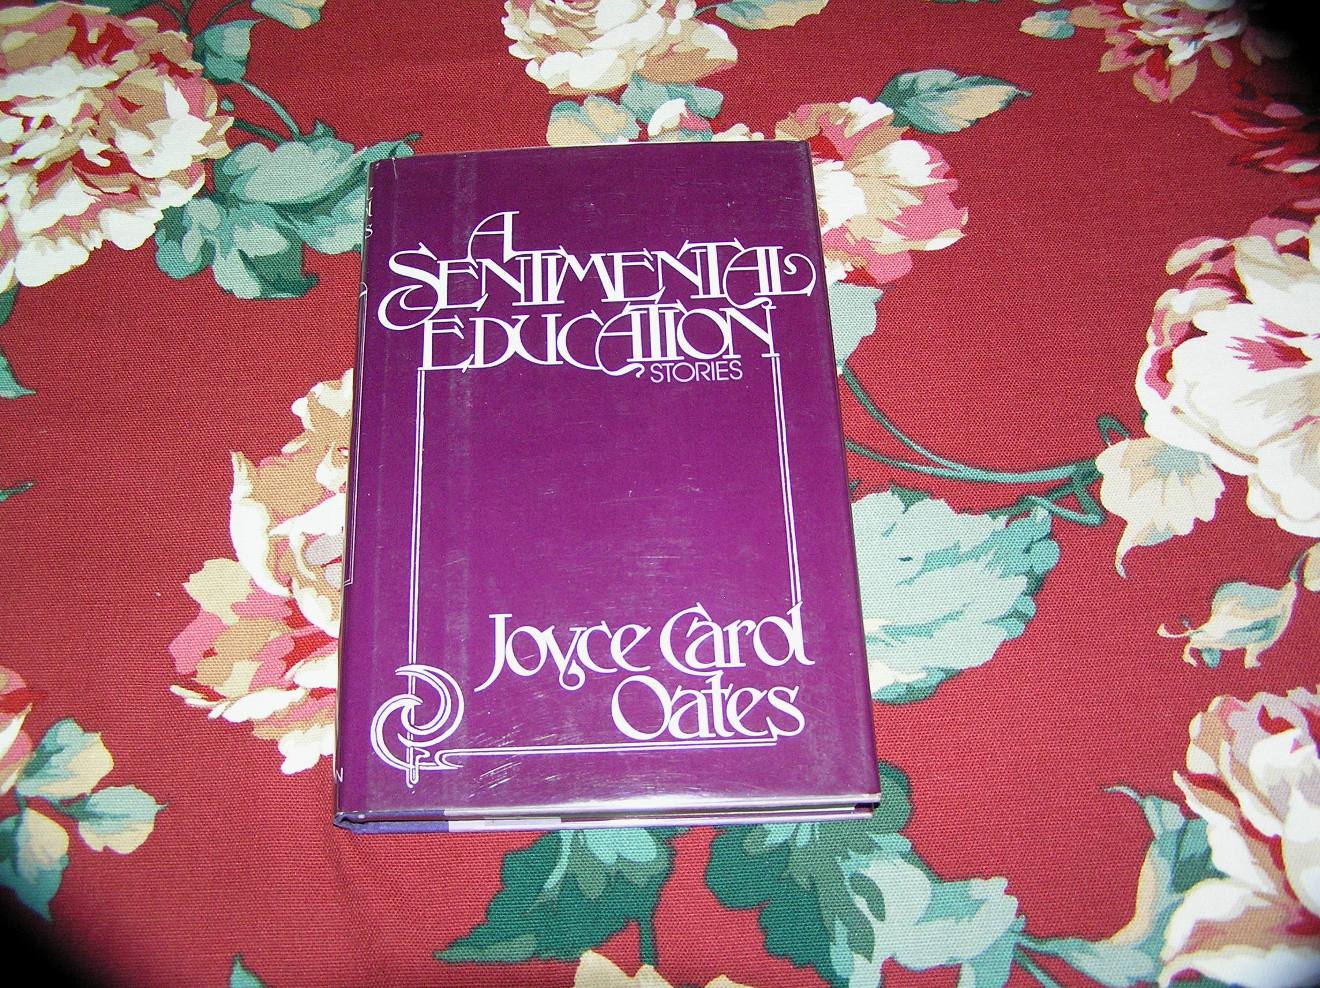 A
SENTIMENTAL
EDUCATION
STORIES
Joyce Carol
Oates